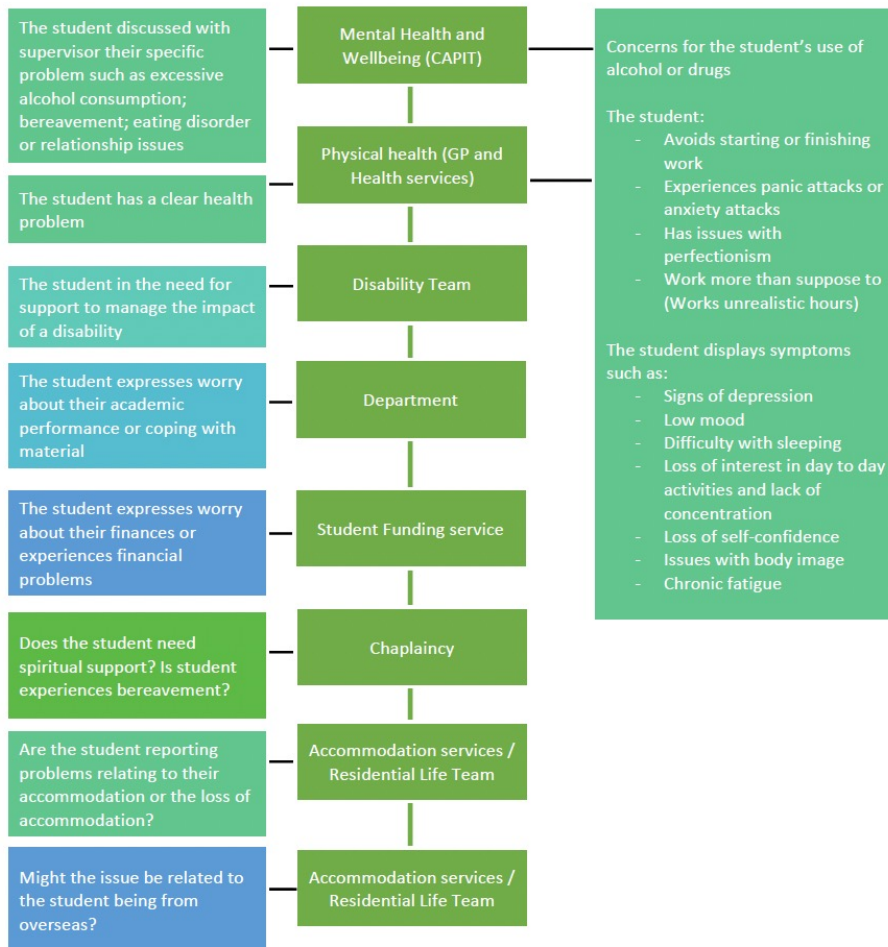 The student discussed with
supervisor their specific
problem such as excessive
alcohol consumption;
bereavement; eating disorder
or relationship issues
Mental Health and
Wellbeing (CAPIT)
Concerns for the student's use of
alcohol or drugs
The student:
- Avoids starting or finishing
work
- Experiences panic attacks or
anxiety attacks
- Has issues with
perfectionism
- Work more than suppose to
(Works unrealistic hours)
The student displays symptoms
such as:
- Signs of depression
- Low mood
- Difficulty with sleeping
- Loss of interest in day to day
activities and lack of
concentration
- Loss of self-confidence
- Issues with body image
- Chronic fatigue
The student has a clear health
problem
Physical health (GP and
Health services)
The student in the need for
support to manage the impact
of a disability
Disability Team
The student expresses worry
about their academic
performance or coping with
material
Department
The student expresses worry
about their finances or
experiences financial
problems
Student Funding service
Does the student need
spiritual support? Is student
experiences bereavement?
Chaplaincy
Are the student reporting
problems relating to their
accommodation or the loss of
accommodation?
Accommodation services /
Residential Life Team
Might the issue be related to
the student being from
overseas?
Accommodation services /
Residential Life Team